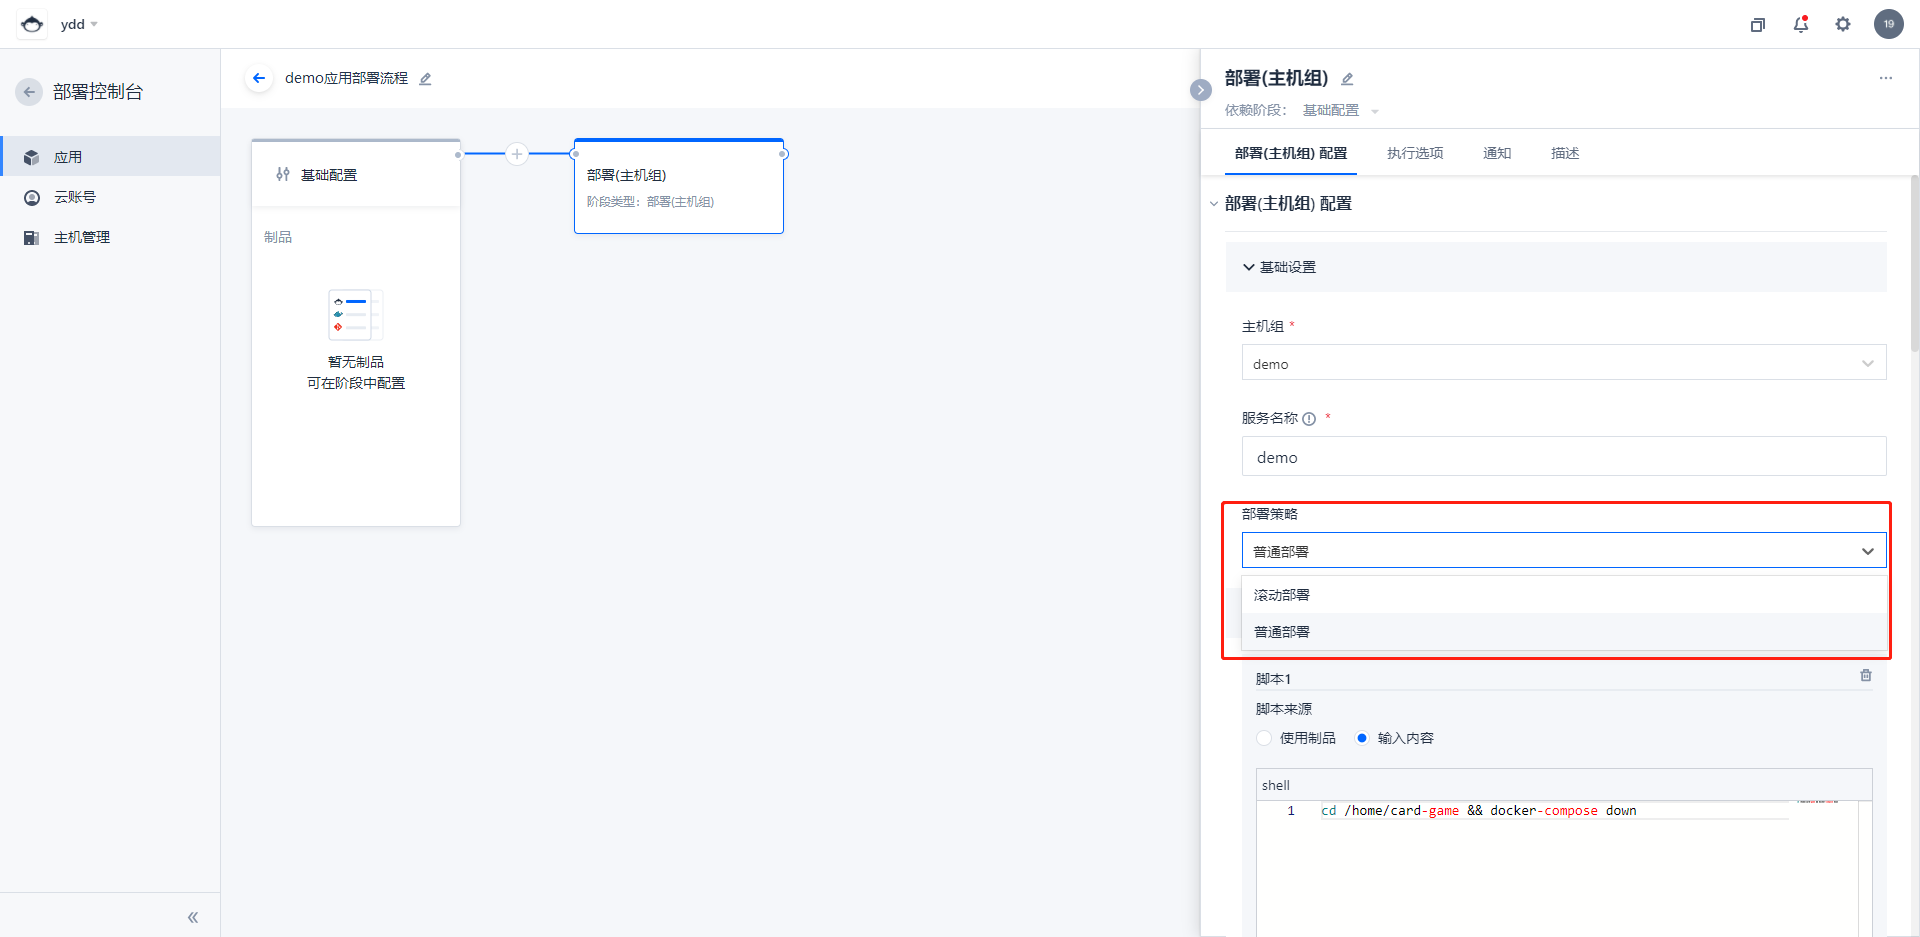 ydd
19
部署控制台
应用
云账号
主机管理
demo应用部署流程
基础配置
制品
暂无制品
可在阶段中配置
部署(主机组)
阶段类型：部署(主机组)
部署(主机组)
依赖阶段： 基础配置
部署(主机组) 配置 执行选项 通知 描述
部署(主机组) 配置
基础设置
主机组 *
demo
服务名称 *
demo
部署策略
普通部署
滚动部署
普通部署
脚本1
脚本来源
使用制品 输入内容
shell
1 cd /home/card-game && docker-compose down